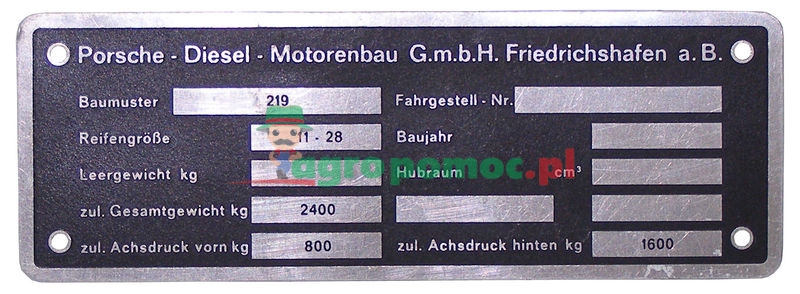 Porsche - Diesel - Motorenbau G.m.b.H. Friedrichshafen a. B.
Baumuster 219 Fahrgestell - Nr.
Reifengröße 11 - 28 Baujahr
Leergewicht kg Hubraum cm³
agropomoc.pl
zul. Gesamtgewicht kg 2400
zul. Achsdruck vorn kg 800 zul. Achsdruck hinten kg 1600